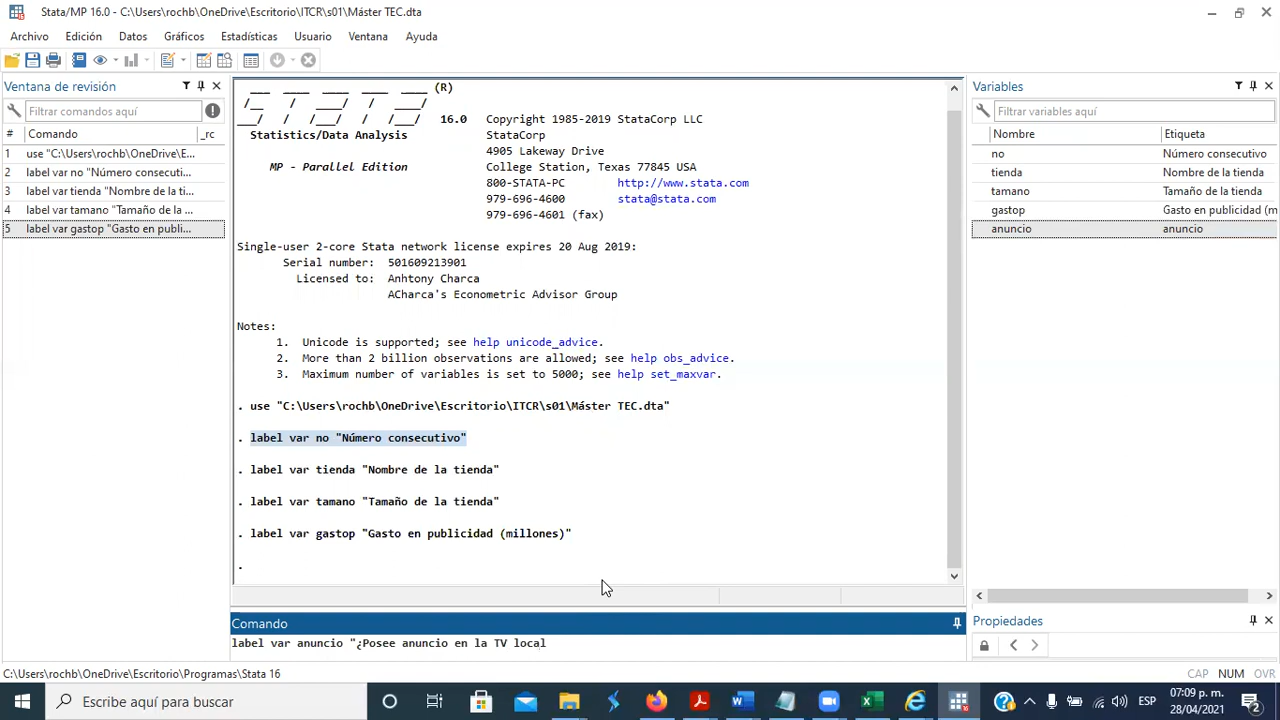 Stata/MP 16.0 - C:\Users\rochb\OneDrive\Escritorio\ITCR\s01\Máster TEC.dta
Archivo Edición Datos Gráficos Estadísticas Usuario Ventana Ayuda
Ventana de revisión
Filtrar comandos aquí
# Comando _rc
1 use "C:\Users\rochb\OneDrive\E...
2 label var no "Número consecuti...
3 label var tienda "Nombre de la ti...
4 label var tamano "Tamaño de la ...
5 label var gastop "Gasto en publi...
(R)
/__ / ____/ / ____/
___/ / /___/ / /___/ 16.0 Copyright 1985-2019 StataCorp LLC
Statistics/Data Analysis StataCorp
4905 Lakeway Drive
MP - Parallel Edition College Station, Texas 77845 USA
800-STATA-PC http://www.stata.com
979-696-4600 stata@stata.com
979-696-4601 (fax)
Single-user 2-core Stata network license expires 20 Aug 2019:
Serial number: 501609213901
Licensed to: Anhtony Charca
ACharca's Econometric Advisor Group
Notes:
1. Unicode is supported; see help unicode_advice.
2. More than 2 billion observations are allowed; see help obs_advice.
3. Maximum number of variables is set to 5000; see help set_maxvar.
. use "C:\Users\rochb\OneDrive\Escritorio\ITCR\s01\Máster TEC.dta"
. label var no "Número consecutivo"
. label var tienda "Nombre de la tienda"
. label var tamano "Tamaño de la tienda"
. label var gastop "Gasto en publicidad (millones)"
.
Comando
label var anuncio "¿Posee anuncio en la TV local
Variables
Filtrar variables aquí
Nombre Etiqueta
no Número consecutivo
tienda Nombre de la tienda
tamano Tamaño de la tienda
gastop Gasto en publicidad (m
anuncio anuncio
Propiedades
C:\Users\rochb\OneDrive\Escritorio\Programas\Stata 16
CAP NUM OVR
Escribe aquí para buscar
ESP
07:09 p. m.
28/04/2021
2